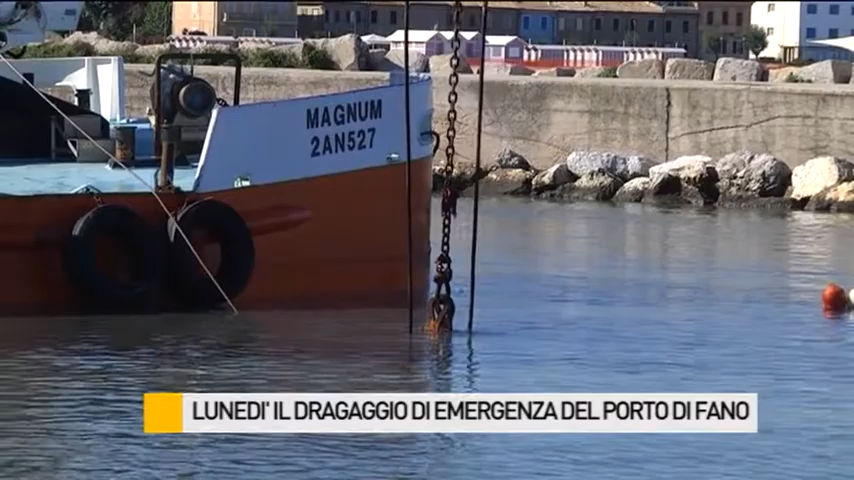 MAGNUM
2AN527
LUNEDI' IL DRAGAGGIO DI EMERGENZA DEL PORTO DI FANO